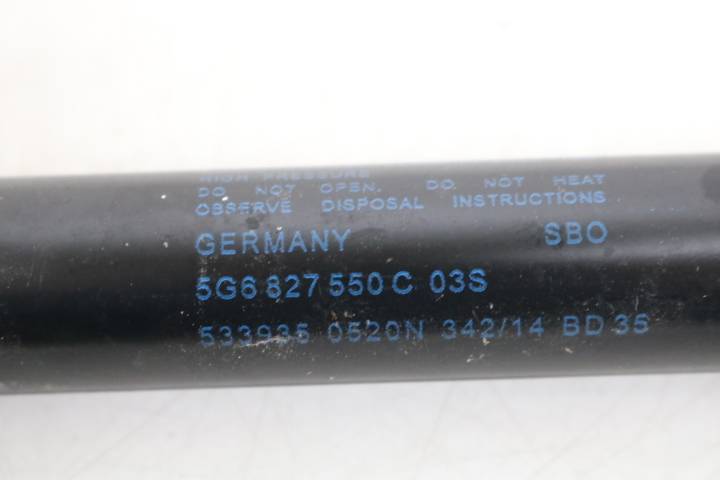 HIGH PRESSURE
DO NOT OPEN. DO NOT HEAT
OBSERVE DISPOSAL INSTRUCTIONS
GERMANY SBO
5G6 827 550 C 03S
533935 0520N 342/14 BD 35